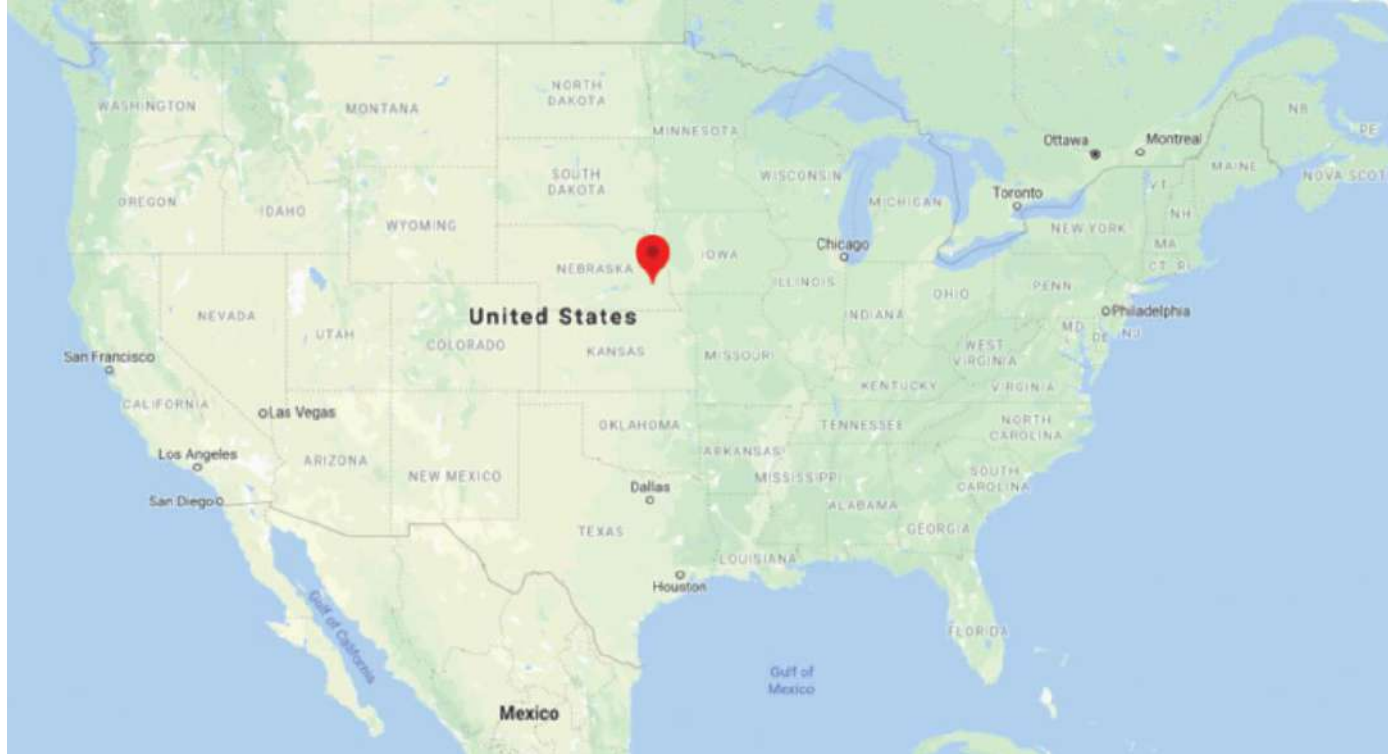 NORTH
DAKOTA
WASHINGTON
MONTANA
MINNESOTA
NB
PE
Ottawa
Montreal
MAINE
NOVA SCOT
SOUTH
DAKOTA
WISCONSIN
VT
OREGON
IDAHO
MICHIGAN
Toronto
NH
WYOMING
NEW YORK
Chicago
MA
IOWA
CT
RI
NEBRASKA
ILLINOIS
OHIO
PENN
United States
NEVADA
INDIANA
Philadelphia
UTAH
COLORADO
MD
DE
NJ
San Francisco
KANSAS
MISSOURI
WEST
VIRGINIA
KENTUCKY
VIRGINIA
CALIFORNIA
Las Vegas
OKLAHOMA
TENNESSEE
NORTH
CAROLINA
Los Angeles
ARIZONA
NEW MEXICO
ARKANSAS
MISSISSIPPI
SOUTH
CAROLINA
San Diego
Dallas
ALABAMA
TEXAS
GEORGIA
LOUISIANA
Houston
Gulf of California
FLORIDA
Gulf of
Mexico
Mexico